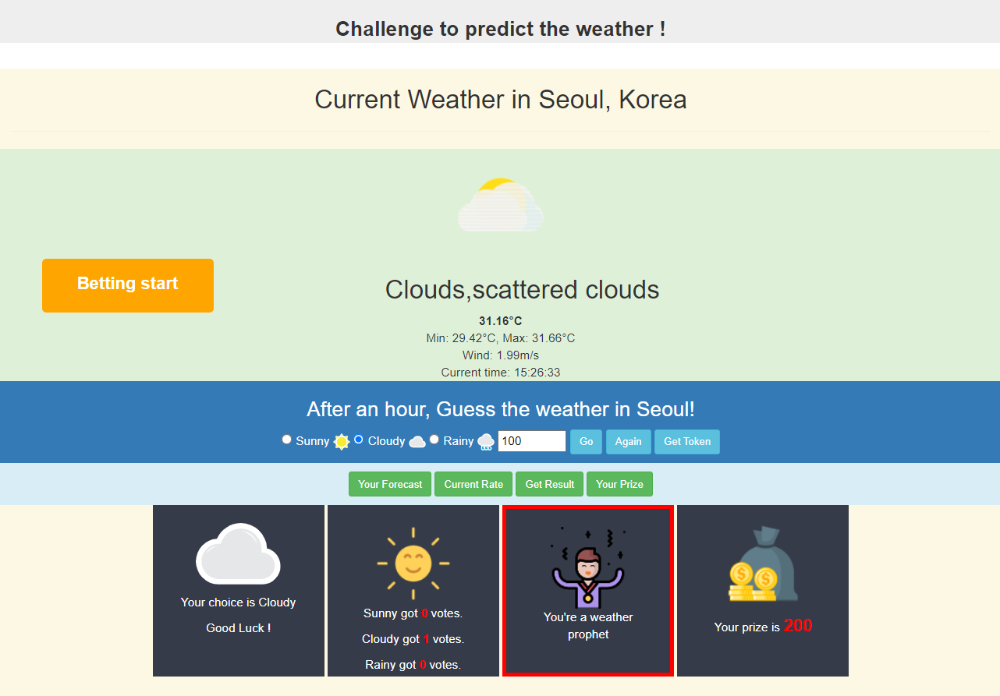 Challenge to predict the weather !
Current Weather in Seoul, Korea
Betting start
Clouds,scattered clouds
31.16°C
Min: 29.42°C, Max: 31.66°C
Wind: 1.99m/s
Current time: 15:26:33
After an hour, Guess the weather in Seoul!
Sunny Cloudy Rainy 100 Go Again Get Token
Your Forecast Current Rate Get Result Your Prize
Your choice is Cloudy
Good Luck !
Sunny got 0 votes.
Cloudy got 1 votes.
Rainy got 0 votes.
You're a weather
prophet
Your prize is 200